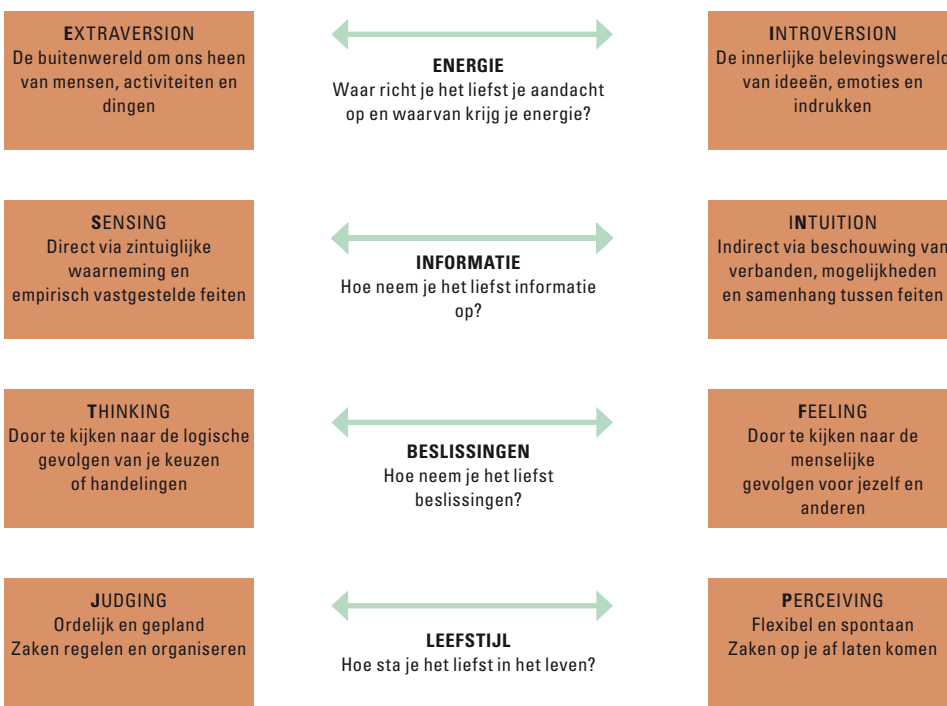 EXTRAVERSION
De buitenwereld om ons heen
van mensen, activiteiten en
dingen
ENERGIE
Waar richt je het liefst je aandacht
op en waarvan krijg je energie?
INTROVERSION
De innerlijke belevingswereld
van ideeën, emoties en
indrukken
SENSING
Direct via zintuiglijke
waarneming en
empirisch vastgestelde feiten
INFORMATIE
Hoe neem je het liefst informatie
op?
INTUITION
Indirect via beschouwing van
verbanden, mogelijkheden
en samenhang tussen feiten
THINKING
Door te kijken naar de logische
gevolgen van je keuzen
of handelingen
BESLISSINGEN
Hoe neem je het liefst
beslissingen?
FEELING
Door te kijken naar de
menselijke
gevolgen voor jezelf en
anderen
JUDGING
Ordelijk en gepland
Zaken regelen en organiseren
LEEFSTIJL
Hoe sta je het liefst in het leven?
PERCEIVING
Flexibel en spontaan
Zaken op je af laten komen